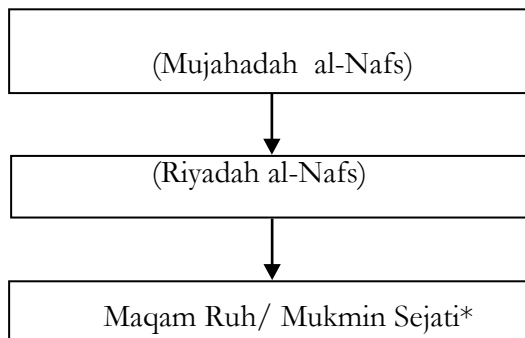 (Mujahadah al-Nafs)
(Riyadah al-Nafs)
Maqam Ruh/ Mukmin Sejati*